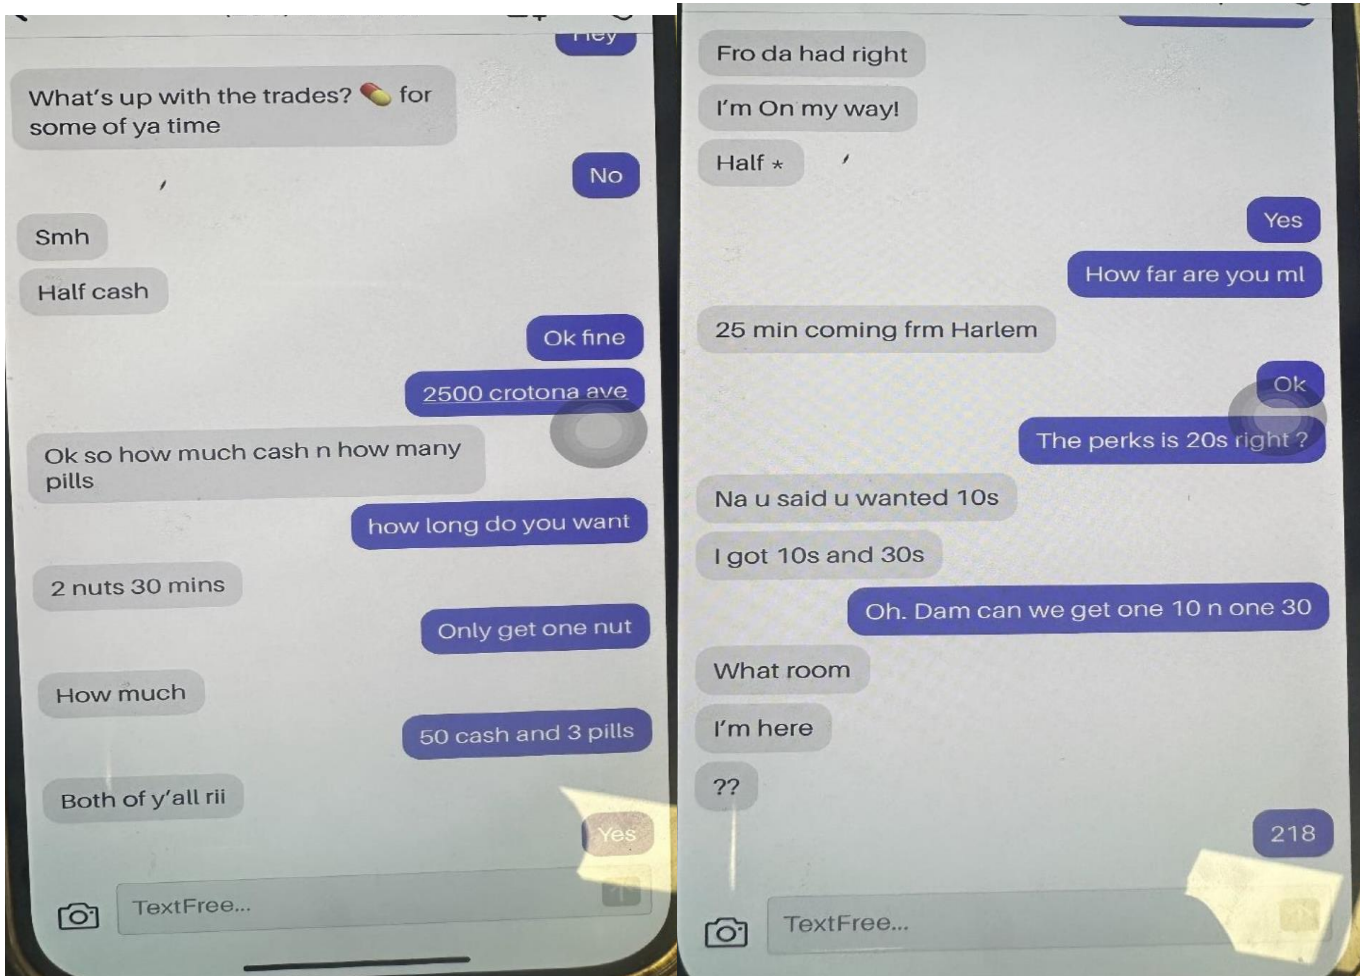 Hey
What's up with the trades? 💊 for
some of ya time
No
Smh
Half cash
Ok fine
2500 crotona ave
Ok so how much cash n how many
pills
how long do you want
2 nuts 30 mins
Only get one nut
How much
50 cash and 3 pills
Both of y'all rii
Yes
TextFree...
Fro da had right
I'm On my way!
Half *
Yes
How far are you ml
25 min coming frm Harlem
Ok
The perks is 20s right ?
Na u said u wanted 10s
I got 10s and 30s
Oh. Dam can we get one 10 n one 30
What room
I'm here
??
218
TextFree...